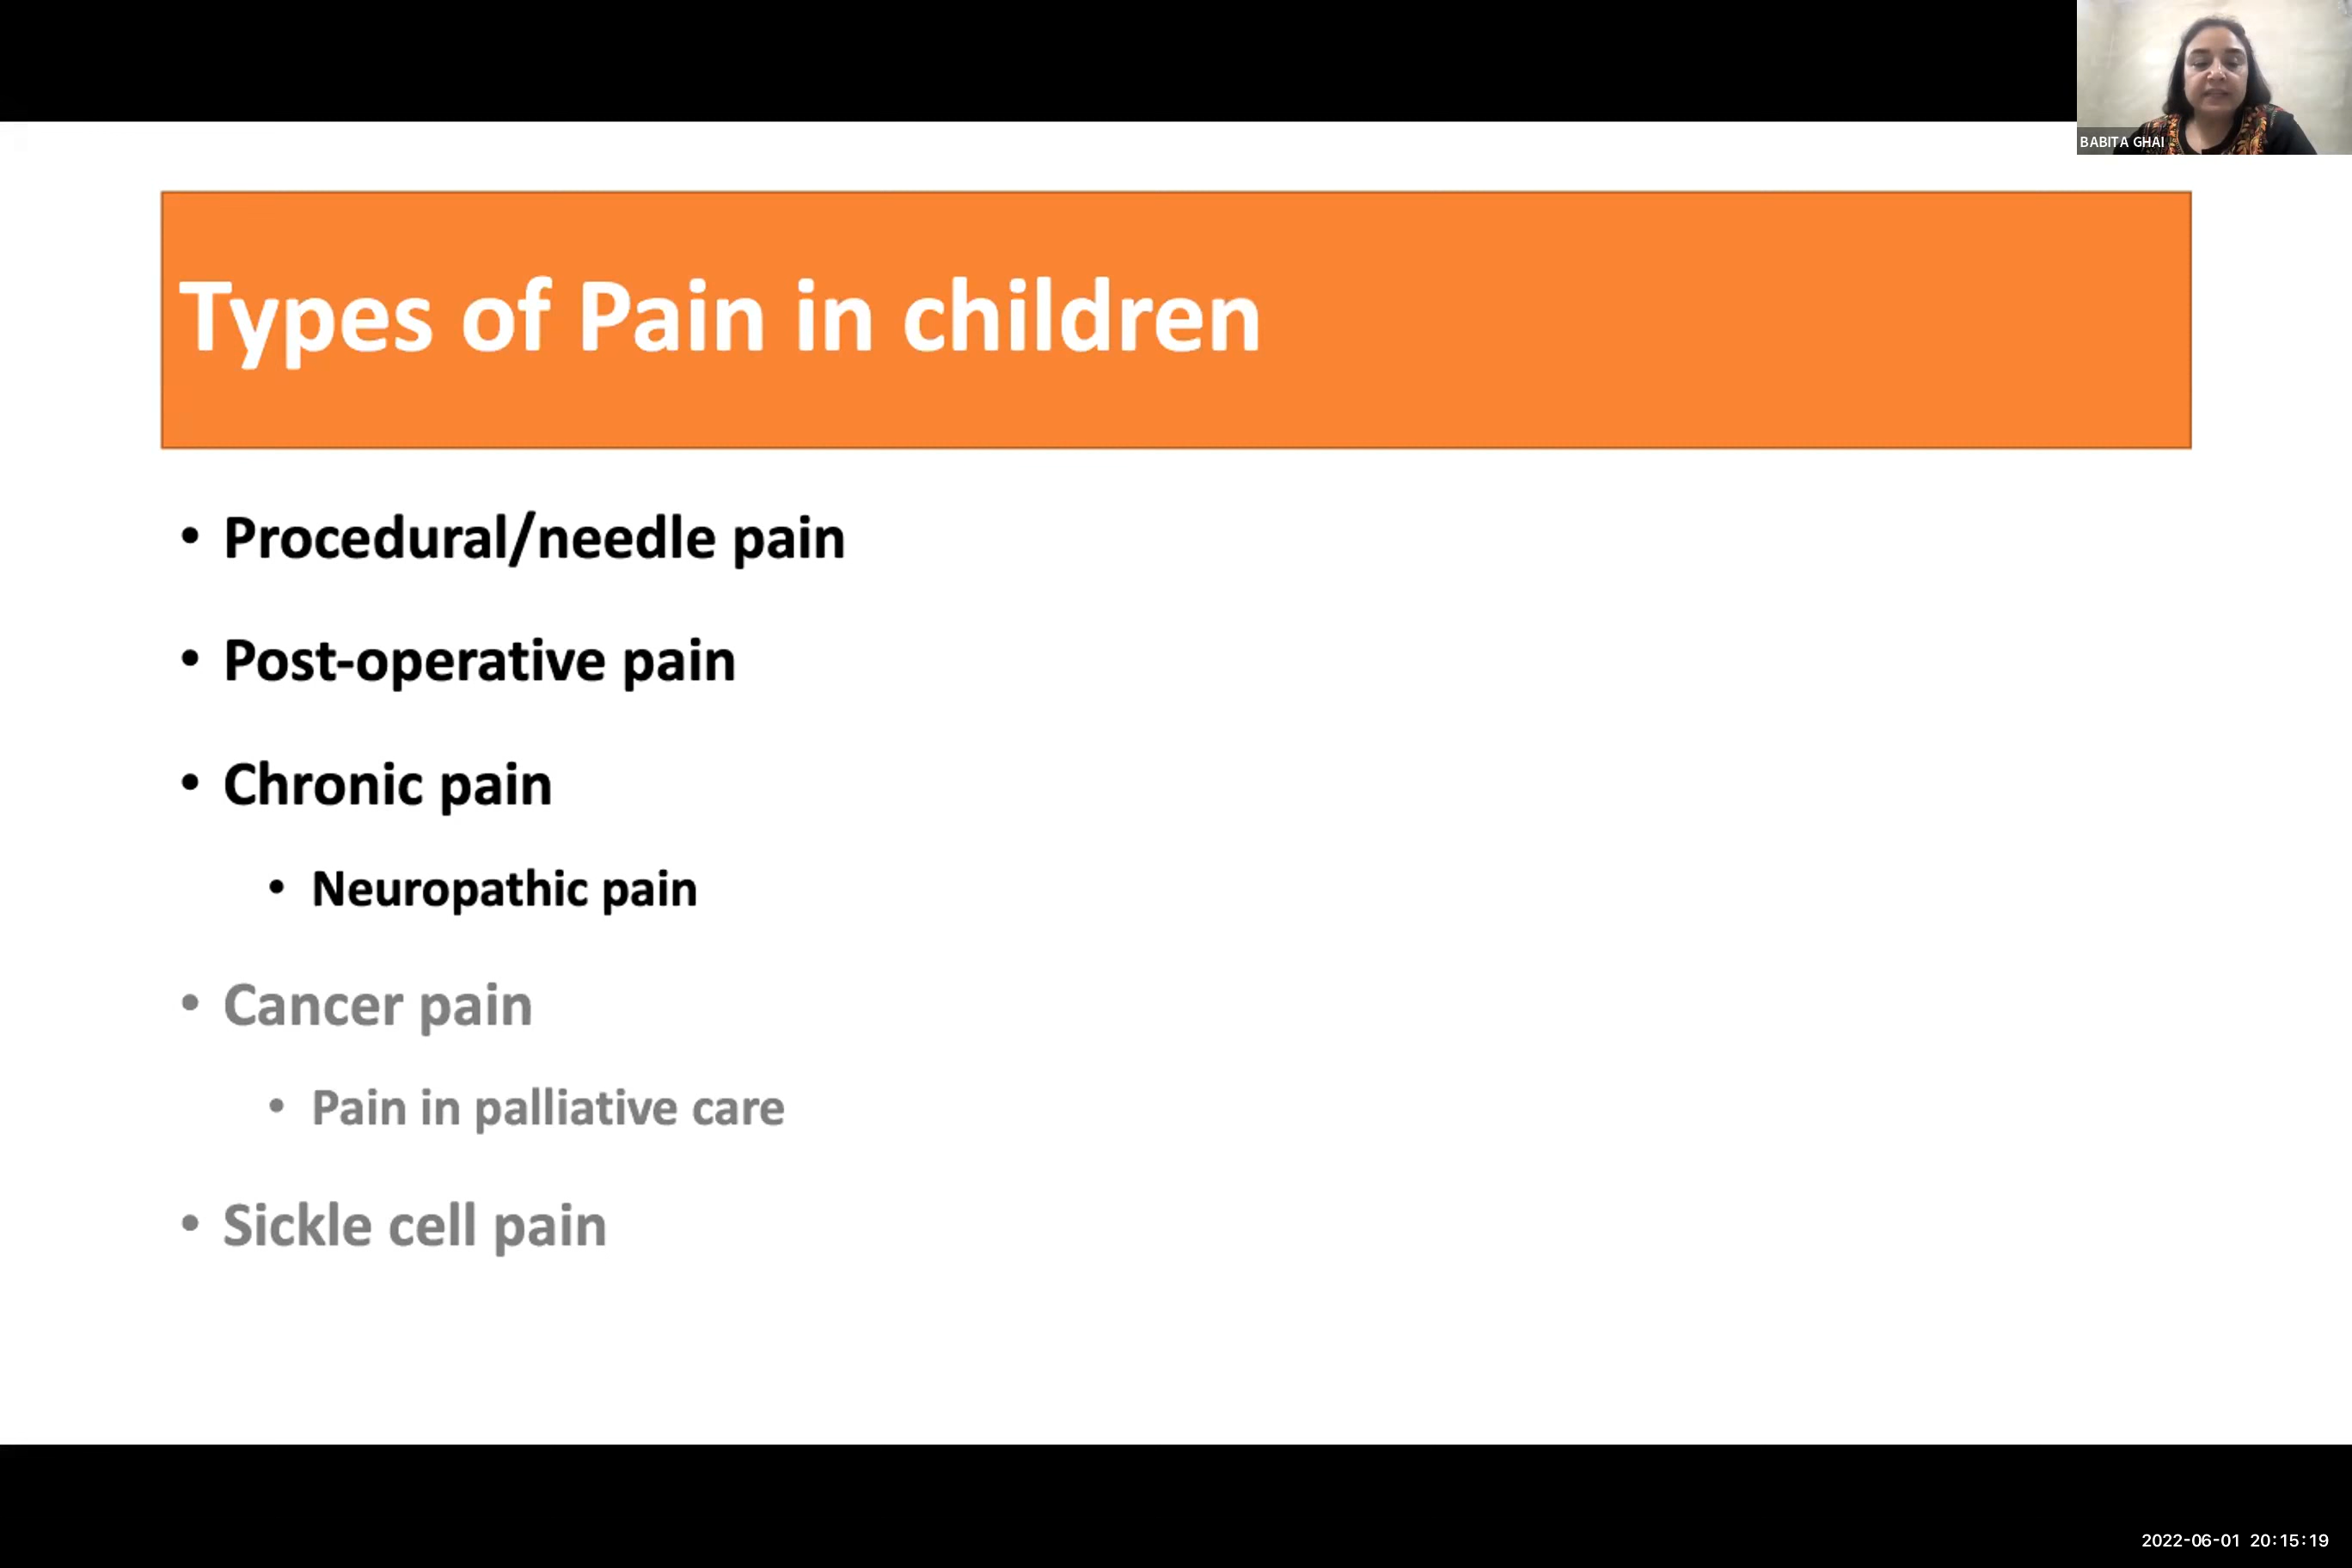 BABITA GHAI
Types of Pain in children
• Procedural/needle pain
• Post-operative pain
• Chronic pain
• Neuropathic pain
• Cancer pain
• Pain in palliative care
• Sickle cell pain
2022-06-01 20:15:19